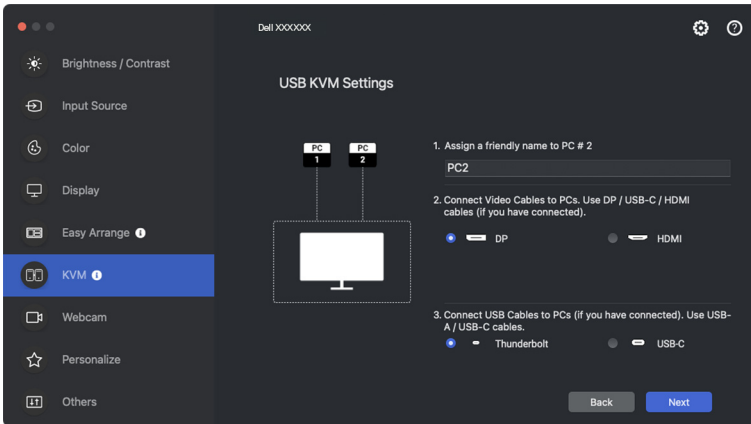 Dell XXXXXX
Brightness / Contrast
Input Source
Color
Display
Easy Arrange
KVM
Webcam
Personalize
Others
USB KVM Settings
PC PC
1 2
1. Assign a friendly name to PC # 2
PC2
2. Connect Video Cables to PCs. Use DP / USB-C / HDMI
cables (if you have connected).
DP HDMI
3. Connect USB Cables to PCs (if you have connected). Use USB-
A / USB-C cables.
Thunderbolt USB-C
Back Next